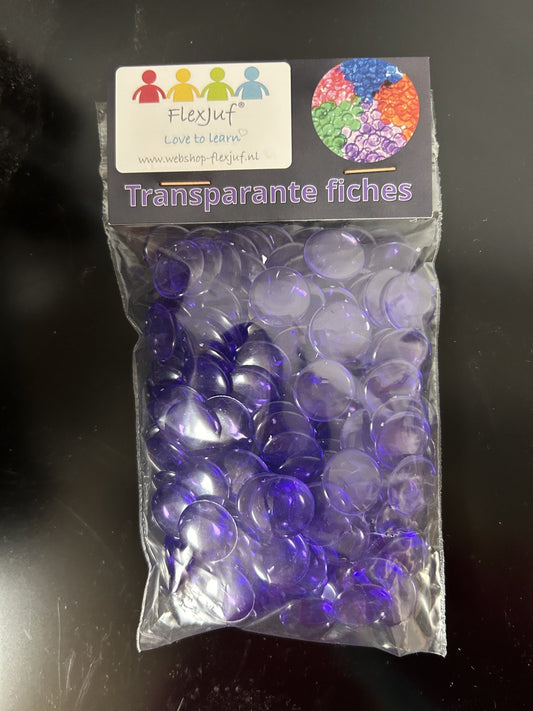 FlexJuf®
Love to learn
www.webshop-flexjuf.nl
Transparante fiches